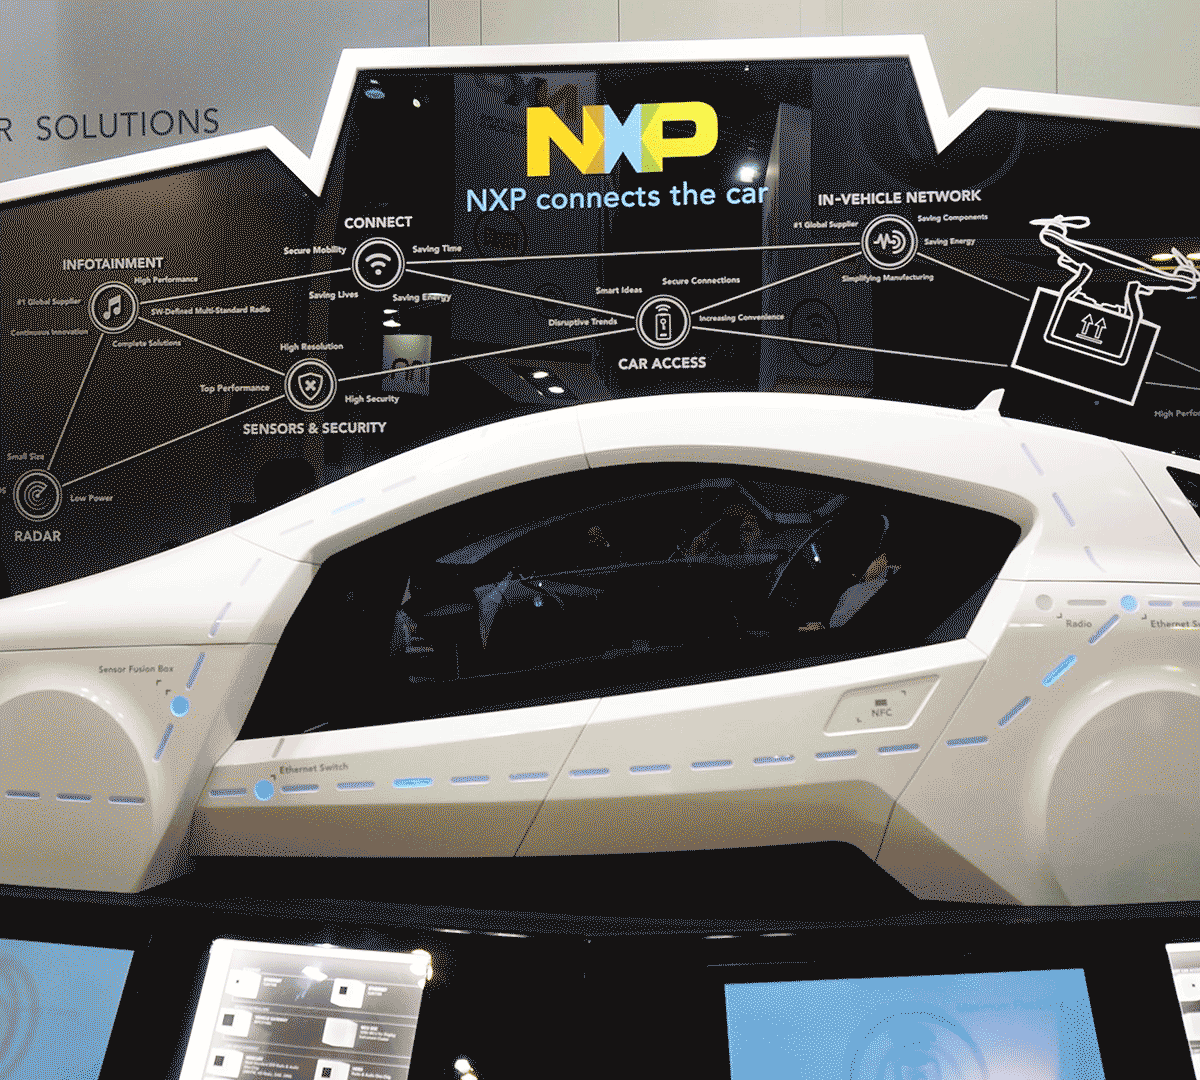 R SOLUTIONS
NXP
NXP connects the car
IN-VEHICLE NETWORK
#1 Global Supplier
Saving Components
Saving Energy
Simplifying Manufacturing
CONNECT
Secure Mobility
Saving Time
Saving Lives
Saving Energy
INFOTAINMENT
High Performance
#1 Global Supplier
SW-Defined Multi-Standard Radio
Continuous Innovation
Complete Solutions
Smart Ideas
Secure Connections
Disruptive Trends
Increasing Convenience
CAR ACCESS
High Resolution
Top Performance
High Security
SENSORS & SECURITY
High Perfo
Small Size
Low Power
RADAR
Radio
Ethernet S
Sensor Fusion Box
NFC
Ethernet Switch